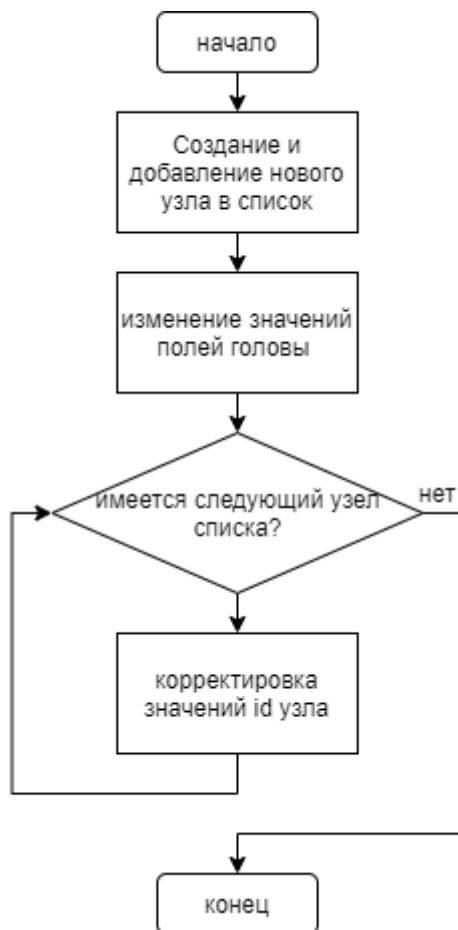 начало
Создание и
добавление нового
узла в список
изменение значений
полей головы
имеется следующий узел
списка?
нет
корректировка
значений id узла
конец